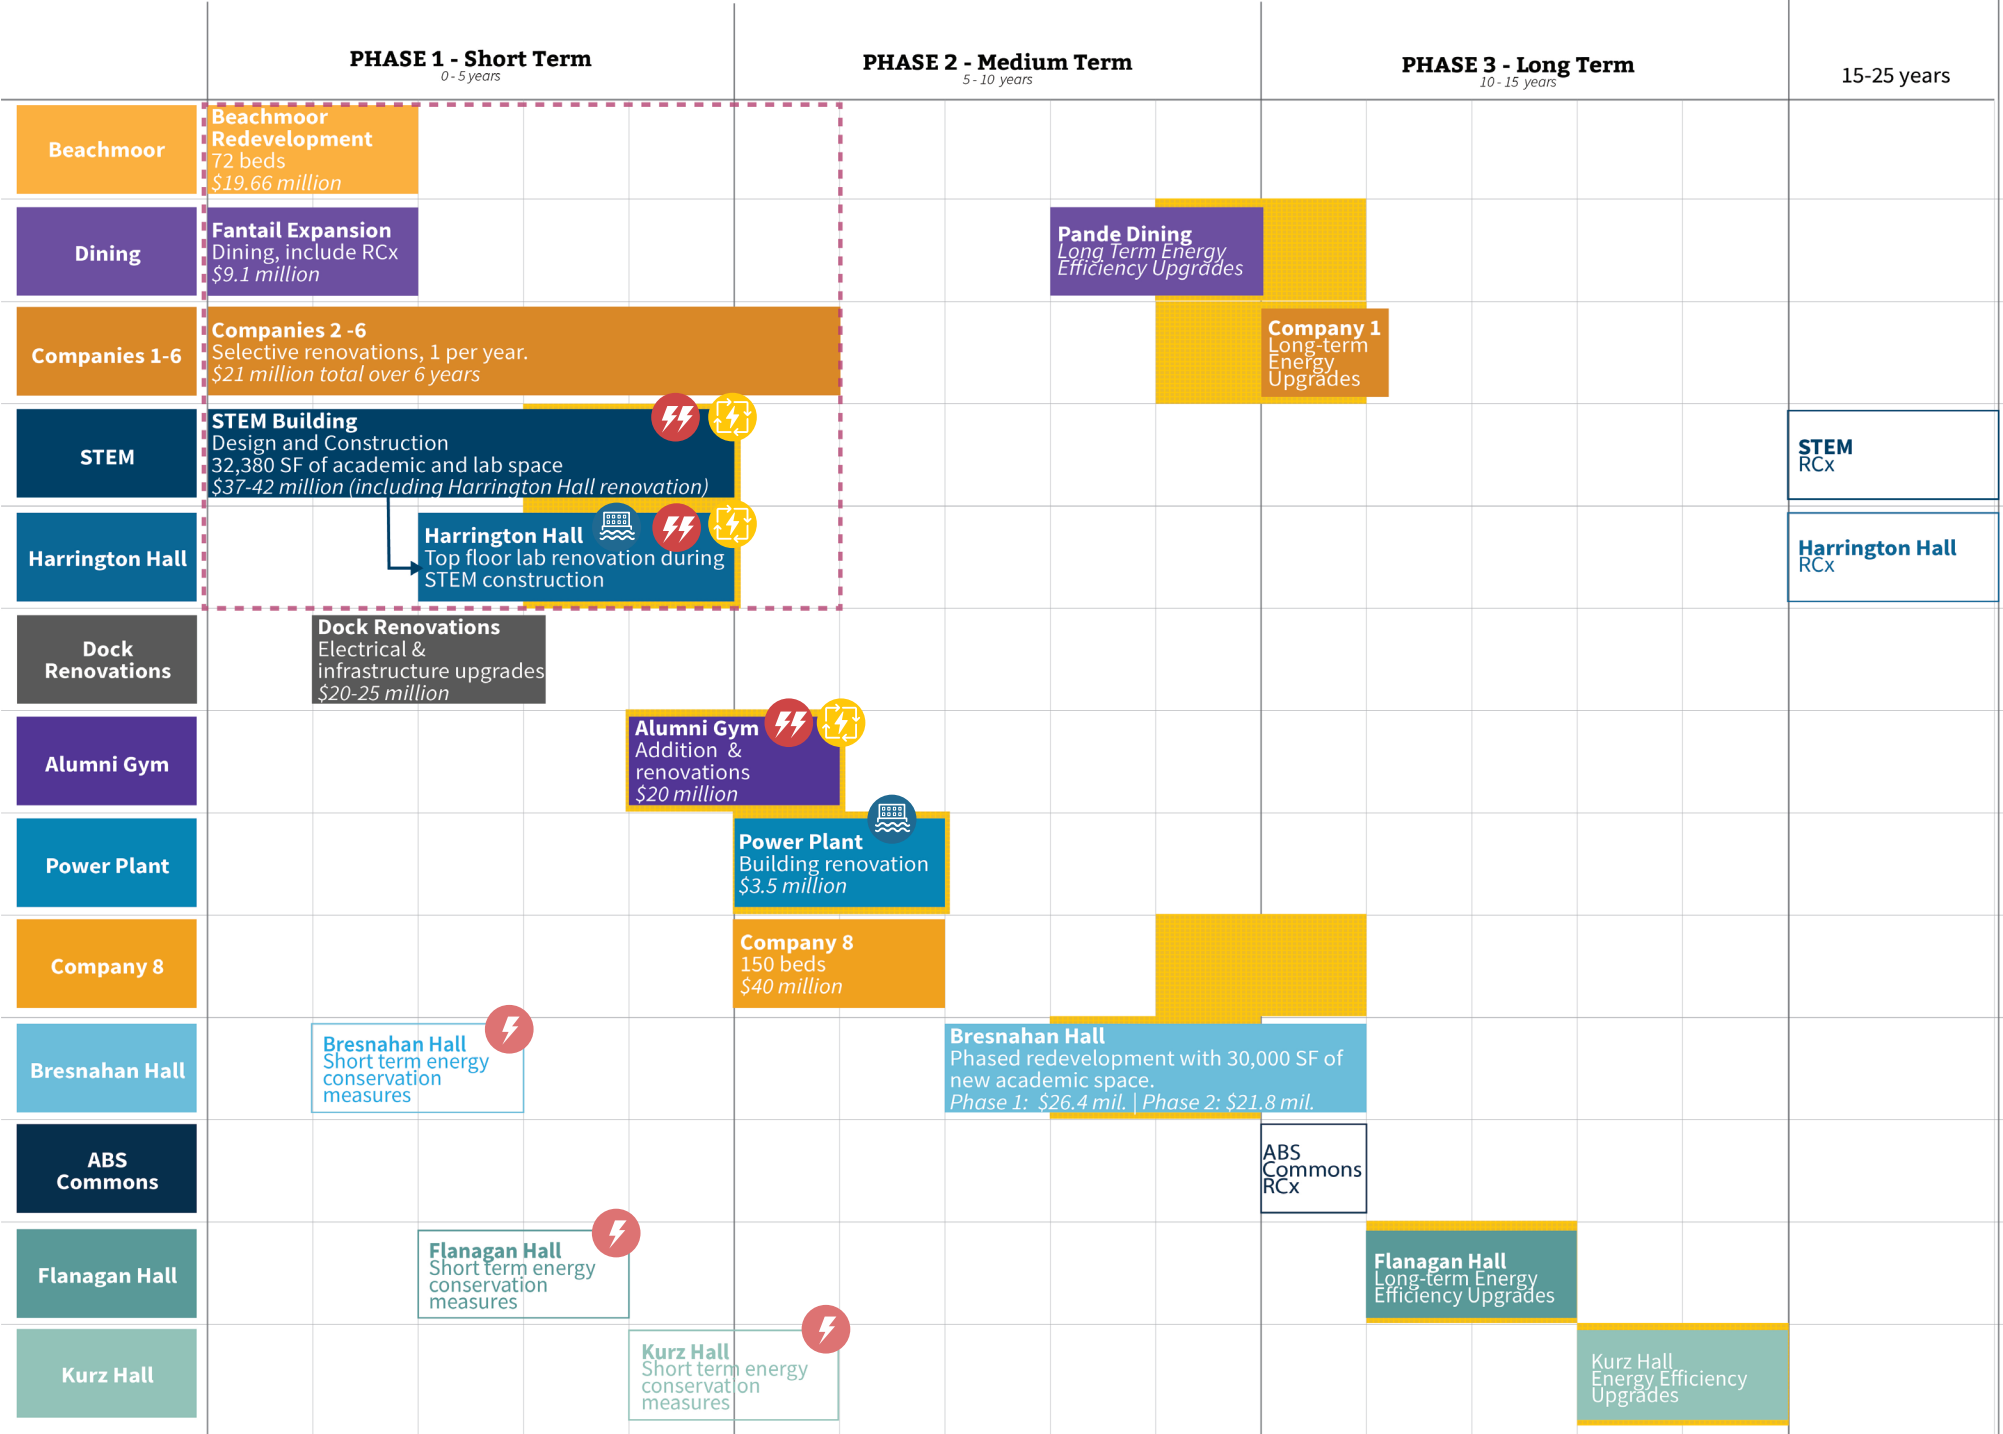 PHASE 1 - Short Term
0 - 5 years
PHASE 2 - Medium Term
5 - 10 years
PHASE 3 - Long Term
10 - 15 years
15-25 years
Beachmoor
Beachmoor
Redevelopment
72 beds
$19.66 million
Dining
Fantail Expansion
Dining, include RCx
$9.1 million
Pande Dining
Long Term Energy
Efficiency Upgrades
Companies 1-6
Companies 2 -6
Selective renovations, 1 per year.
$21 million total over 6 years
Company 1
Long-term
Energy
Upgrades
STEM
STEM Building
Design and Construction
32,380 SF of academic and lab space
$37-42 million (including Harrington Hall renovation)
STEM
RCx
Harrington Hall
Harrington Hall
Top floor lab renovation during
STEM construction
Harrington Hall
RCx
Dock
Renovations
Dock Renovations
Electrical &
infrastructure upgrades
$20-25 million
Alumni Gym
Alumni Gym
Addition &
renovations
$20 million
Power Plant
Power Plant
Building renovation
$3.5 million
Company 8
Company 8
150 beds
$40 million
Bresnahan Hall
Bresnahan Hall
Short term energy
conservation
measures
Bresnahan Hall
Phased redevelopment with 30,000 SF of
new academic space.
Phase 1: $26.4 mil. | Phase 2: $21.8 mil.
ABS
Commons
ABS
Commons
RCx
Flanagan Hall
Flanagan Hall
Short term energy
conservation
measures
Flanagan Hall
Long-term Energy
Efficiency Upgrades
Kurz Hall
Kurz Hall
Short term energy
conservation
measures
Kurz Hall
Energy Efficiency
Upgrades